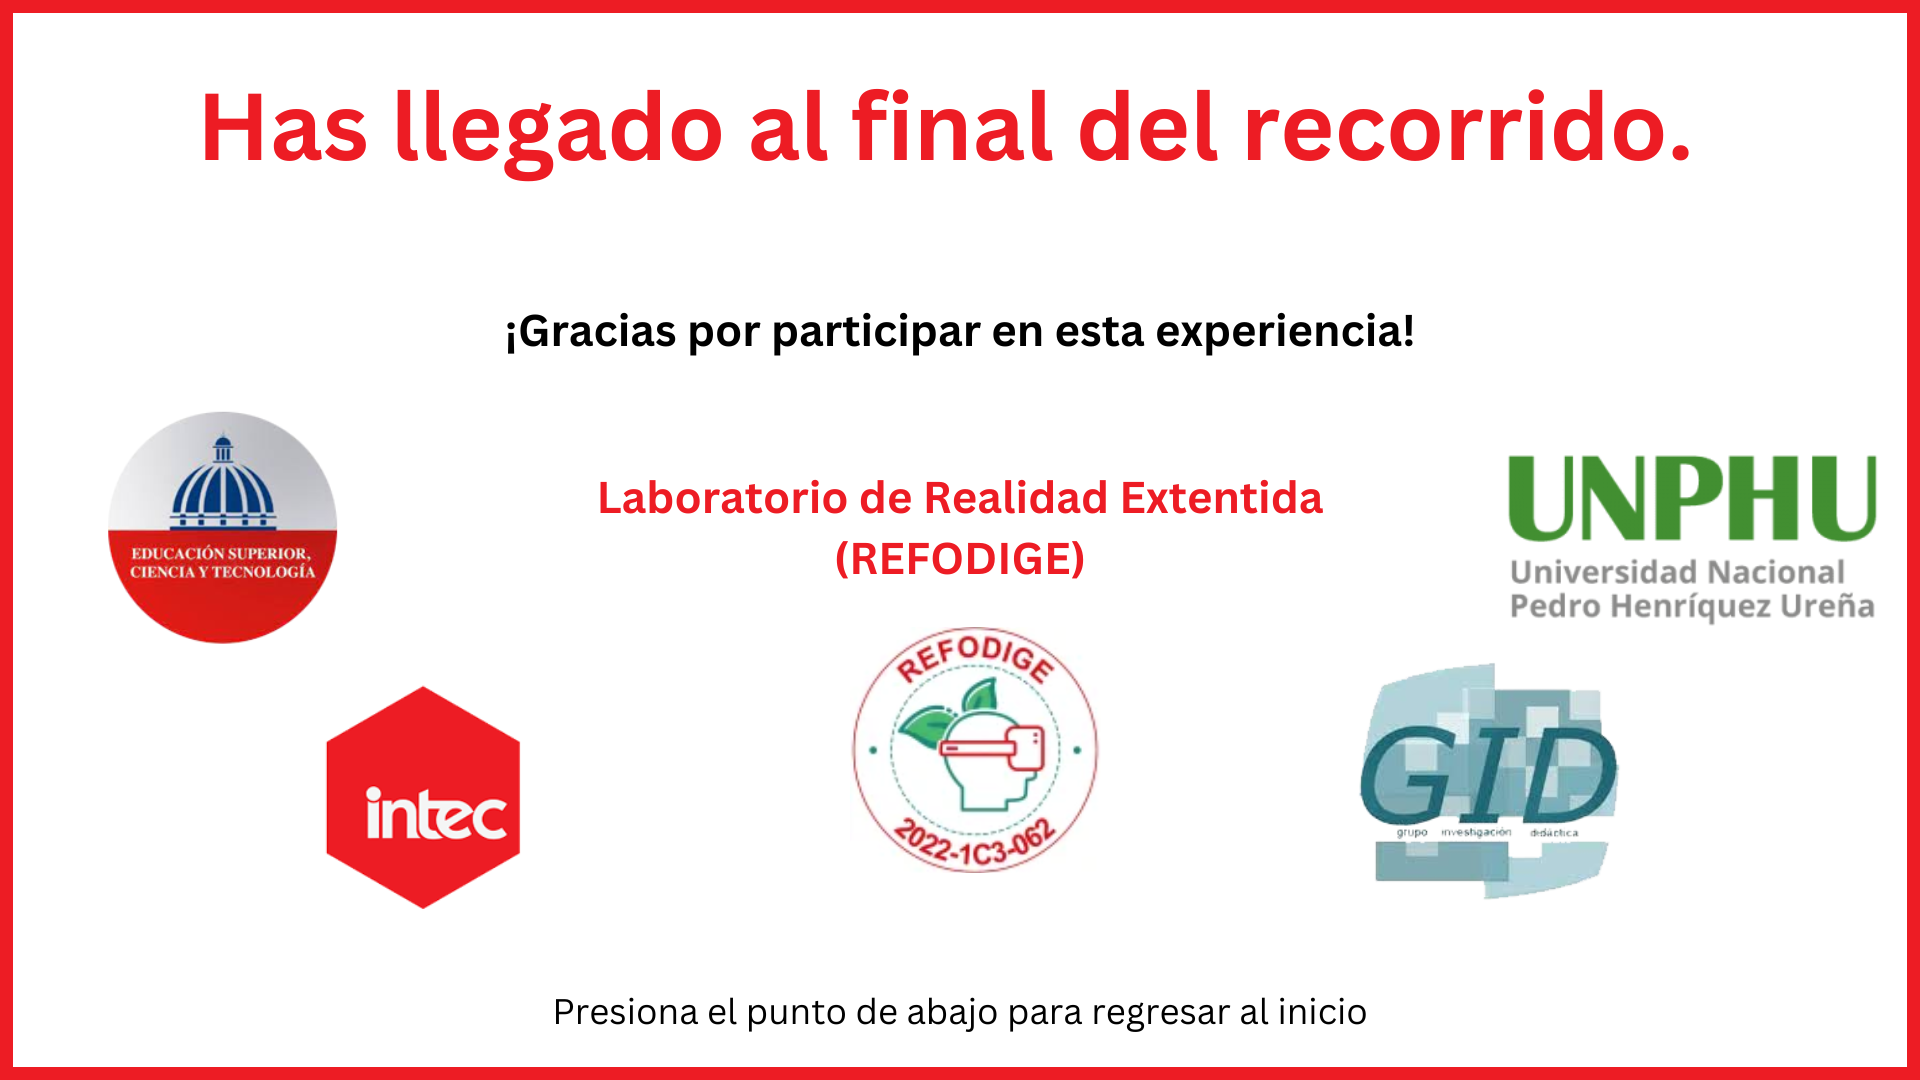 Has llegado al final del recorrido.
¡Gracias por participar en esta experiencia!
EDUCACIÓN SUPERIOR,
CIENCIA Y TECNOLOGÍA
Laboratorio de Realidad Extentida
(REFODIGE)
UNPHU
Universidad Nacional
Pedro Henríquez Ureña
intec
REFODIGE
2022-1C3-062
GID
grupo investigación didáctica
Presiona el punto de abajo para regresar al inicio